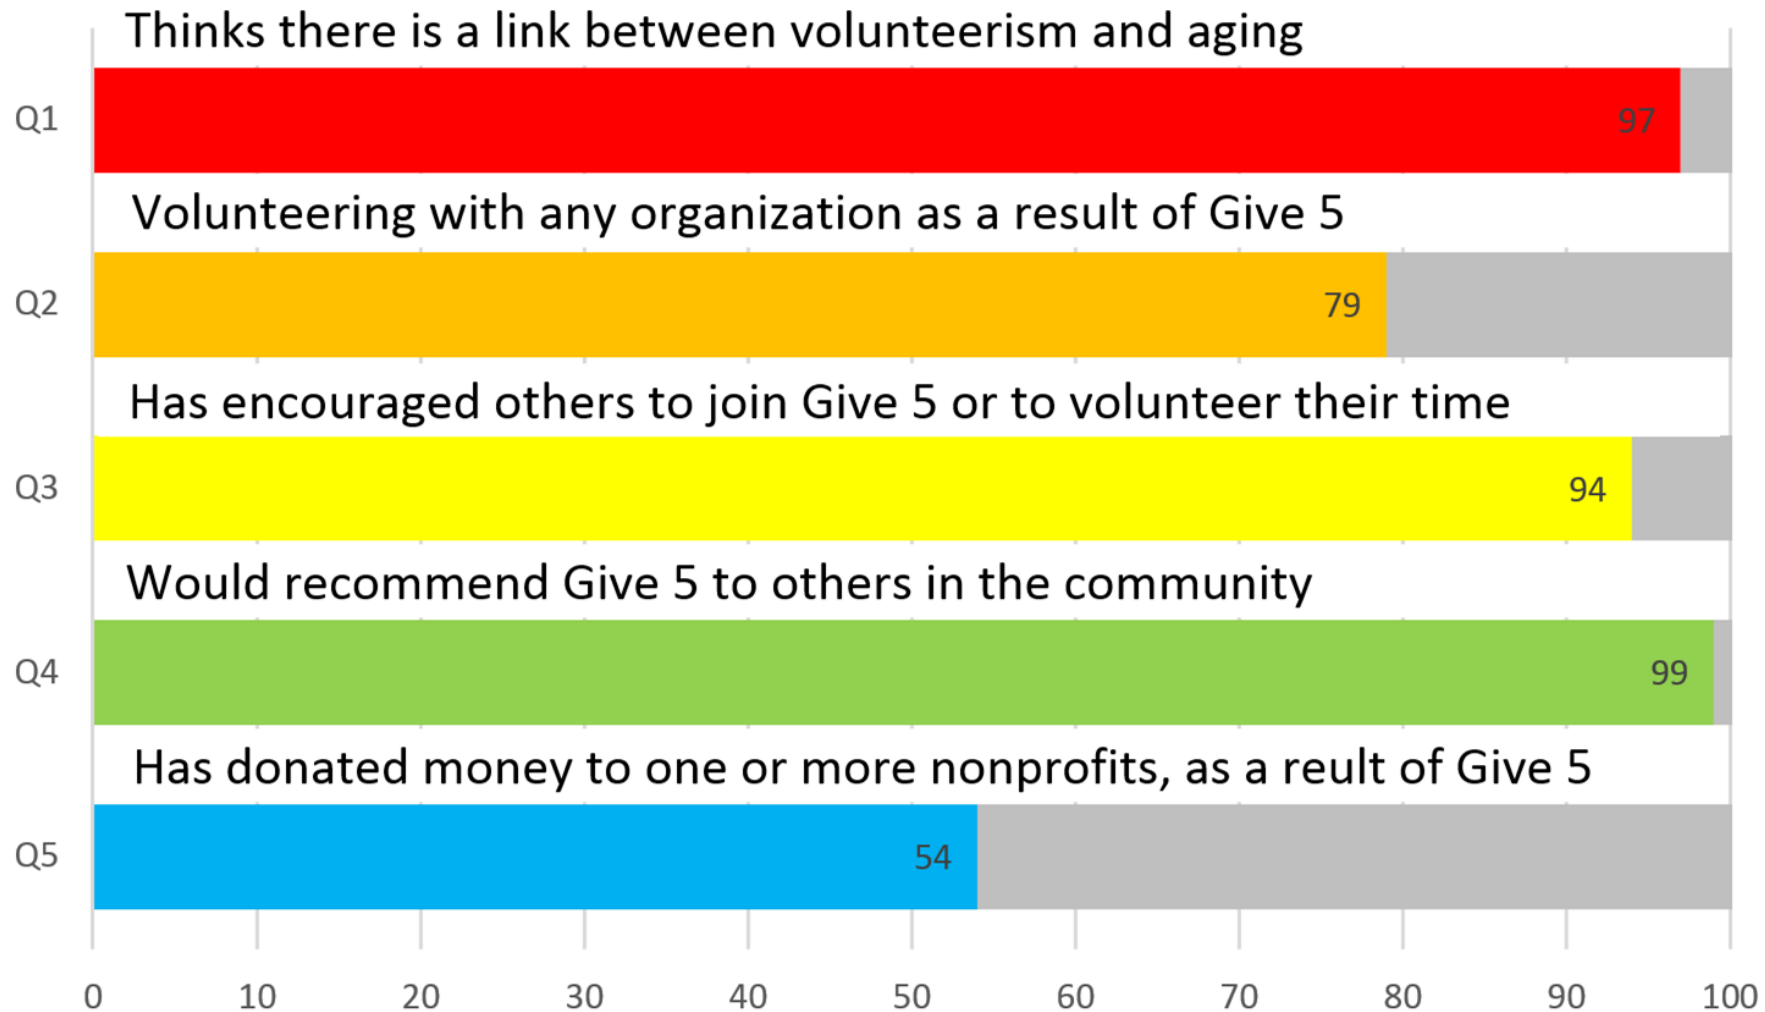 Thinks there is a link between volunteerism and aging
Q1
97
Volunteering with any organization as a result of Give 5
Q2
79
Has encouraged others to join Give 5 or to volunteer their time
Q3
94
Would recommend Give 5 to others in the community
Q4
99
Has donated money to one or more nonprofits, as a reult of Give 5
Q5
54
0 10 20 30 40 50 60 70 80 90 100